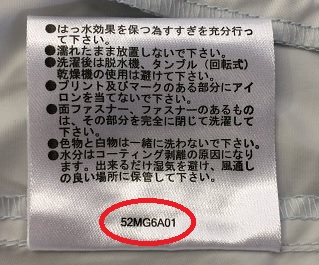 ●はっ水効果を保つ為すすぎを充分行っ
て下さい。
●濡れたまま放置しないで下さい。
●洗濯後は脱水機、タンブル(回転式)
乾燥機の使用は避けて下さい。
●プリント及びマークのある部分にアイ
ロンを当てないで下さい。
●面ファスナー、ファスナーのあるもの
は、その部分を完全に閉じて洗濯して
下さい。
●色物と白物は一緒に洗わないで下さい。
●水分はコーティング剥離の原因になり
ます。出来るだけ湿気を避け、風通し
の良い場所に保管して下さい。
52MG6A01